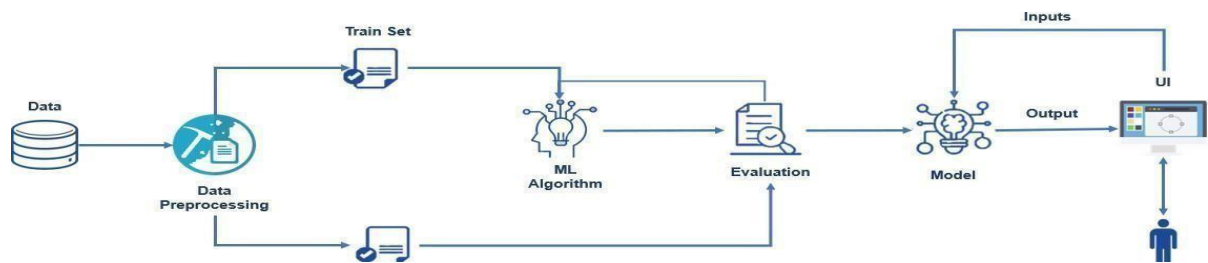 Inputs
Train Set
UI
Data
Output
ML
Algorithm
Evaluation
Model
Data
Preprocessing